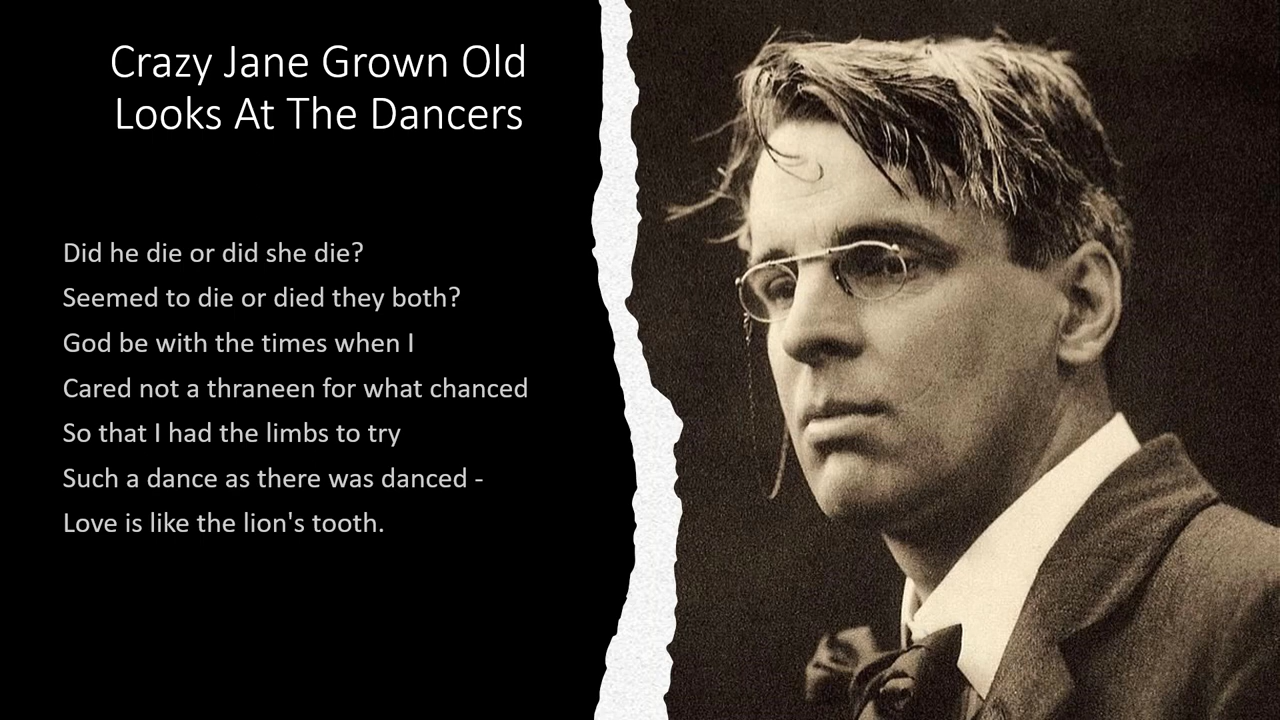 Crazy Jane Grown Old
Looks At The Dancers
Did he die or did she die?
Seemed to die or died they both?
God be with the times when I
Cared not a thraneen for what chanced
So that I had the limbs to try
Such a dance as there was danced -
Love is like the lion's tooth.